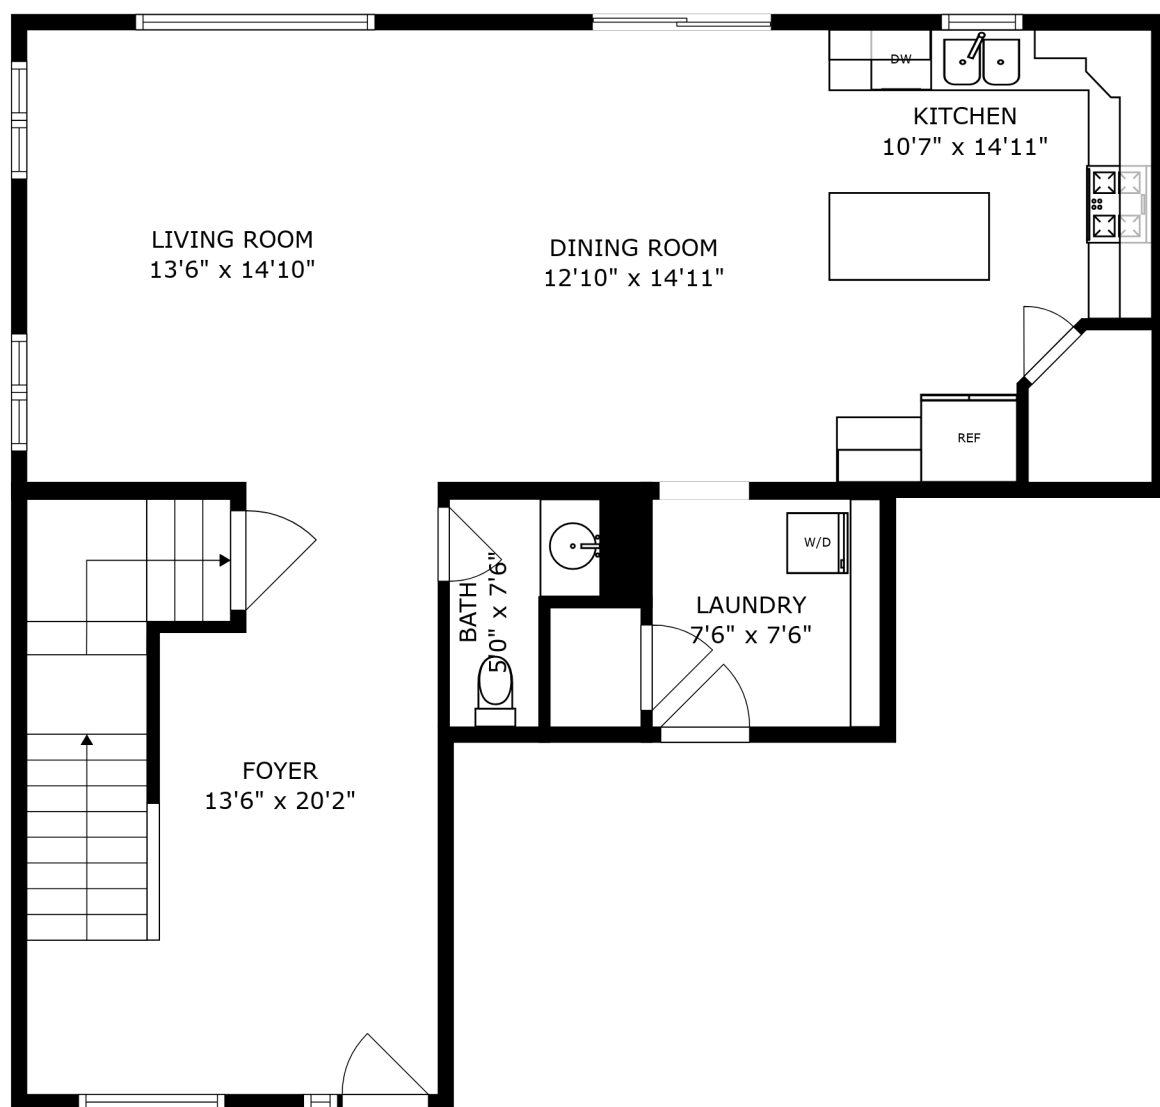 DW
KITCHEN
10'7" x 14'11"
LIVING ROOM
13'6" x 14'10"
DINING ROOM
12'10" x 14'11"
REF
W/D
BATH
5'0" x 7'6"
LAUNDRY
7'6" x 7'6"
FOYER
13'6" x 20'2"